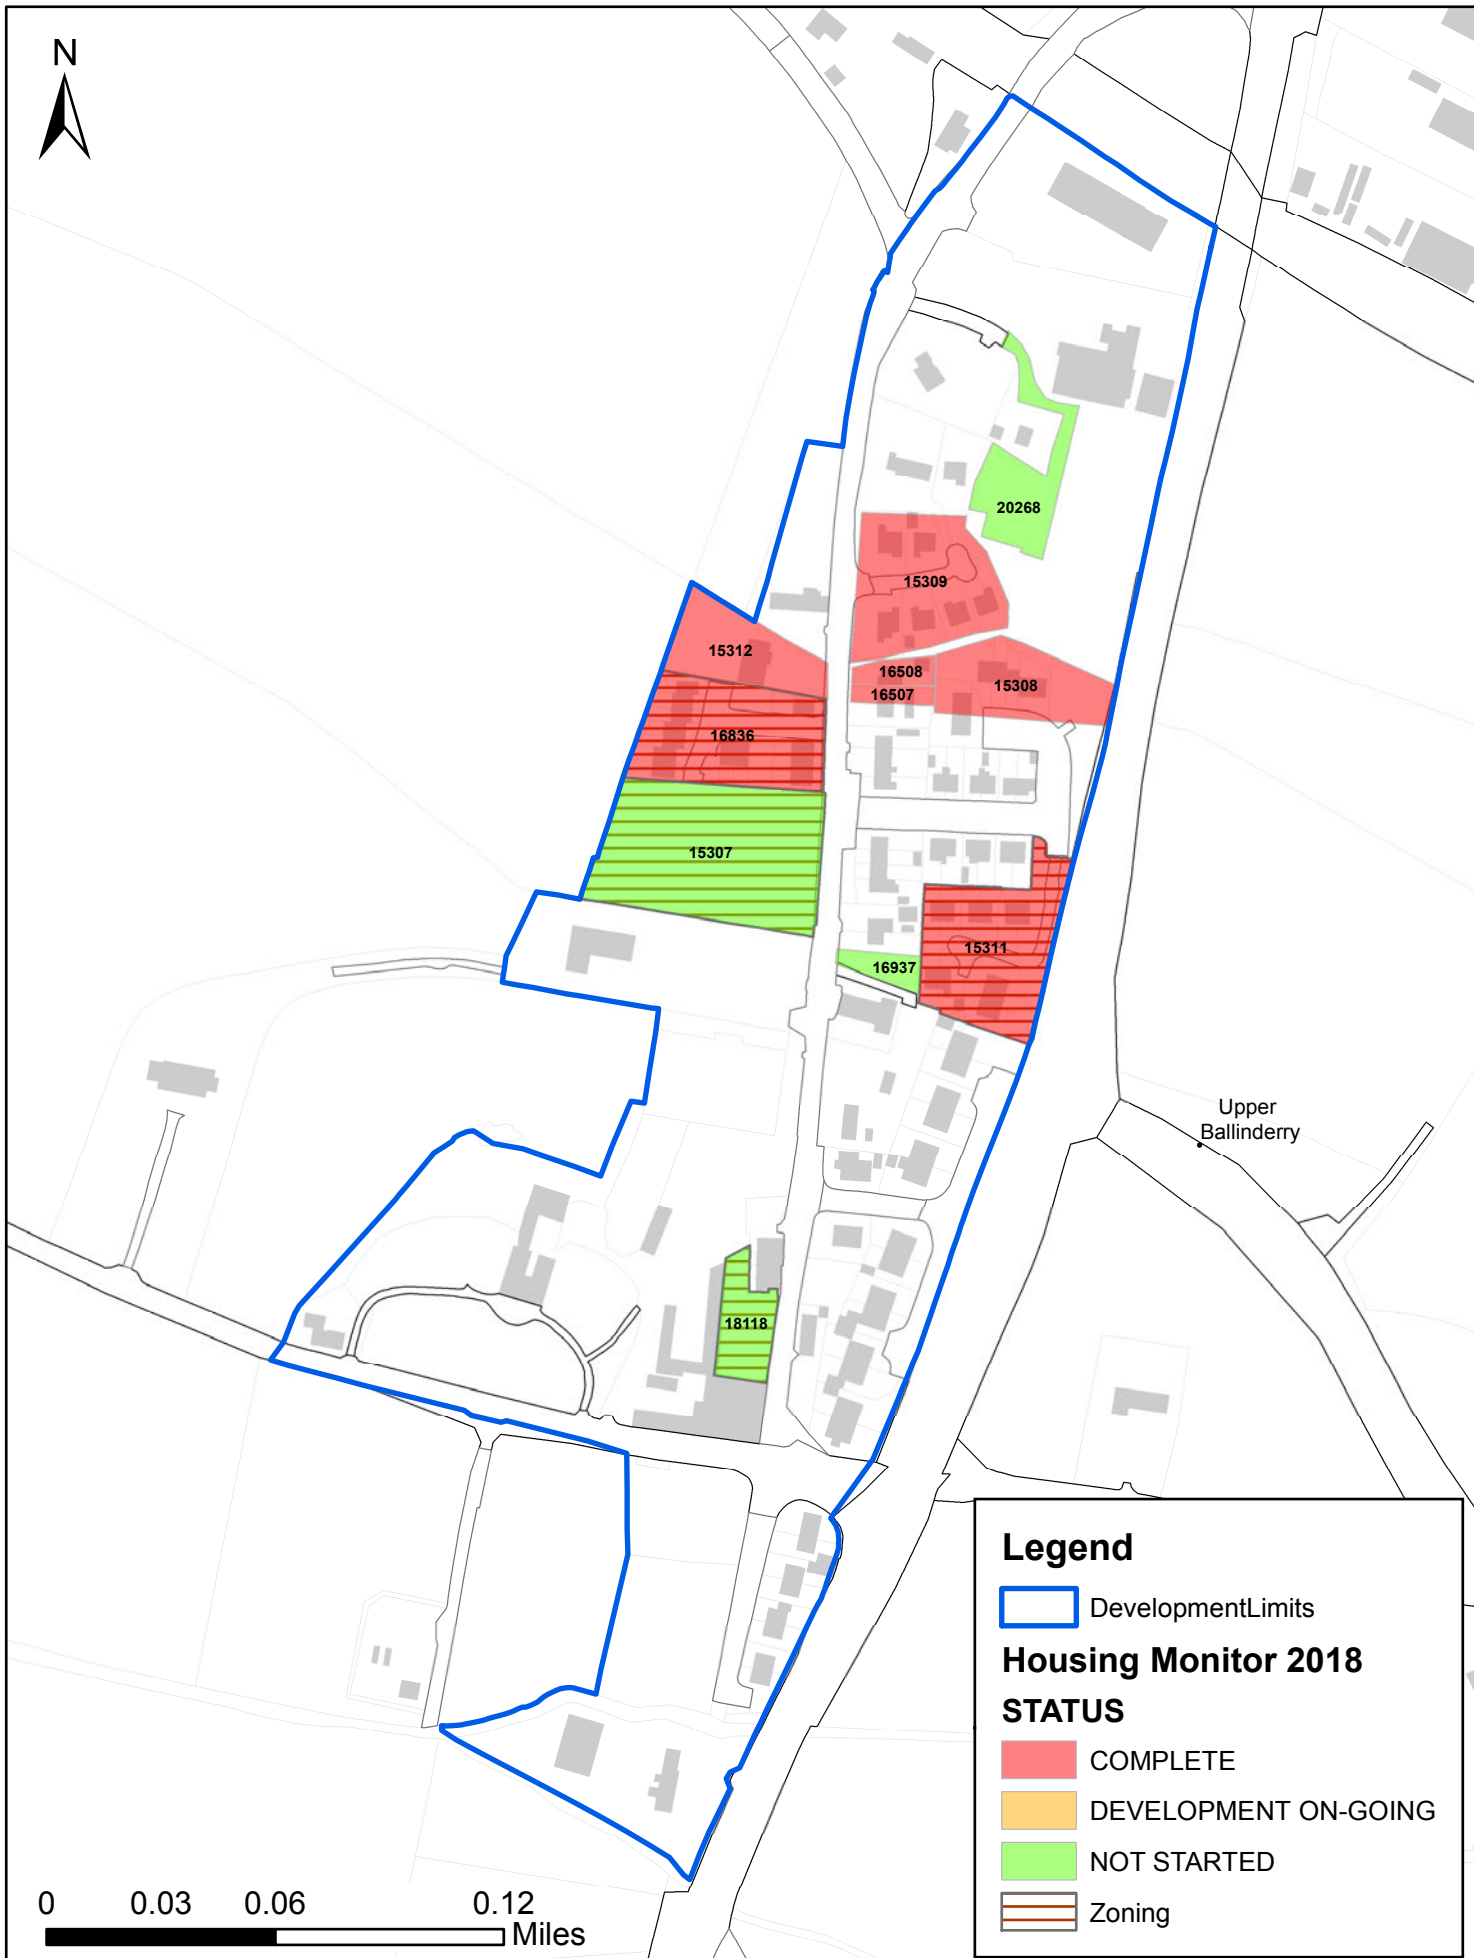 N
20268
15309
15312
16508
15308
16507
16836
15307
15311
16937
Upper
Ballinderry
18118
Legend
DevelopmentLimits
Housing Monitor 2018
STATUS
COMPLETE
DEVELOPMENT ON-GOING
NOT STARTED
Zoning
0 0.03 0.06 0.12
Miles